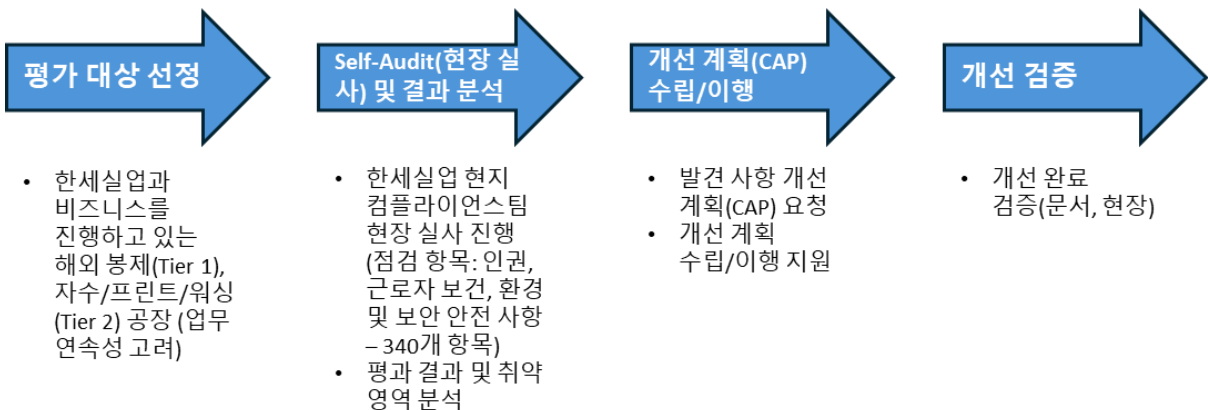 평가 대상 선정
• 한세실업과
비즈니스를
진행하고 있는
해외 봉제(Tier 1),
자수/프린트/워싱
(Tier 2) 공장 (업무
연속성 고려)
Self-Audit(현장 실
사) 및 결과 분석
• 한세실업 현지
컴플라이언스팀
현장 실사 진행
(점검 항목: 인권,
근로자 보건, 환경
및 보안 안전 사항
– 340개 항목)
• 평과 결과 및 취약
영역 분석
개선 계획(CAP)
수립/이행
• 발견 사항 개선
계획(CAP) 요청
• 개선 계획
수립/이행 지원
개선 검증
• 개선 완료
검증(문서, 현장)